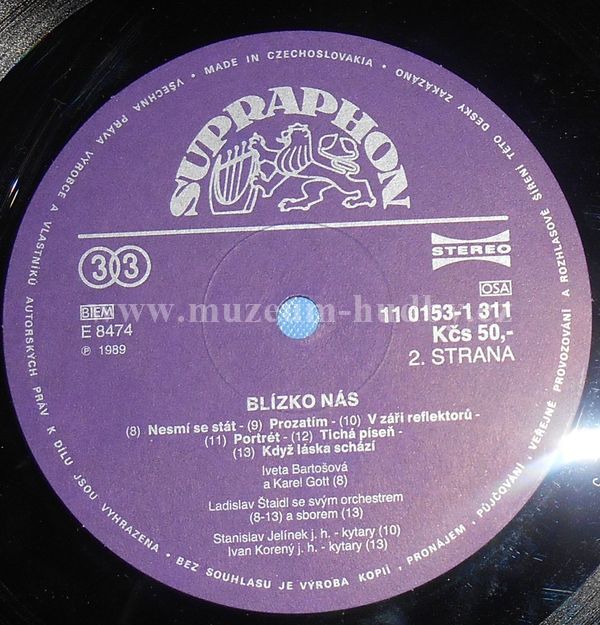 • VŠECHNA PRÁVA VÝROBCE A VLASTNÍKŮ AUTORSKÝCH PRÁV K DÍLU JSOU VYHRAZENA • BEZ SOUHLASU JE VÝROBA KOPIÍ, PRONÁJEM, PŮJČOVÁNÍ, VEŘEJNÉ PROVOZOVÁNÍ A ROZHLASOVÉ ŠÍŘENÍ TÉTO DESKY ZAKÁZÁNO • MADE IN CZECHOSLOVAKIA
SUPRAPHON
33
STEREO
OSA
BIEM
11 0153-1 311
E 8474
Kčs 50,-
℗ 1989
2. STRANA
BLÍZKO NÁS
(8) Nesmí se stát - (9) Prozatím - (10) V záři reflektorů -
(11) Portrét - (12) Tichá píseň -
(13) Když láska schází
Iveta Bartošová
a Karel Gott (8)
Ladislav Štaidl se svým orchestrem
(8-13) a sborem (13)
Stanislav Jelínek j. h. - kytary (10)
Ivan Korený j. h. - kytary (13)